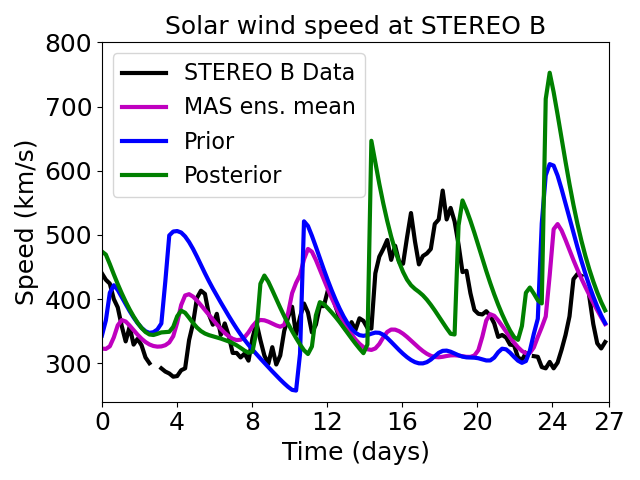 Solar wind speed at STEREO B
800
700
600
500
400
300
Speed (km/s)
STEREO B Data
MAS ens. mean
Prior
Posterior
0 4 8 12 16 20 24 27
Time (days)